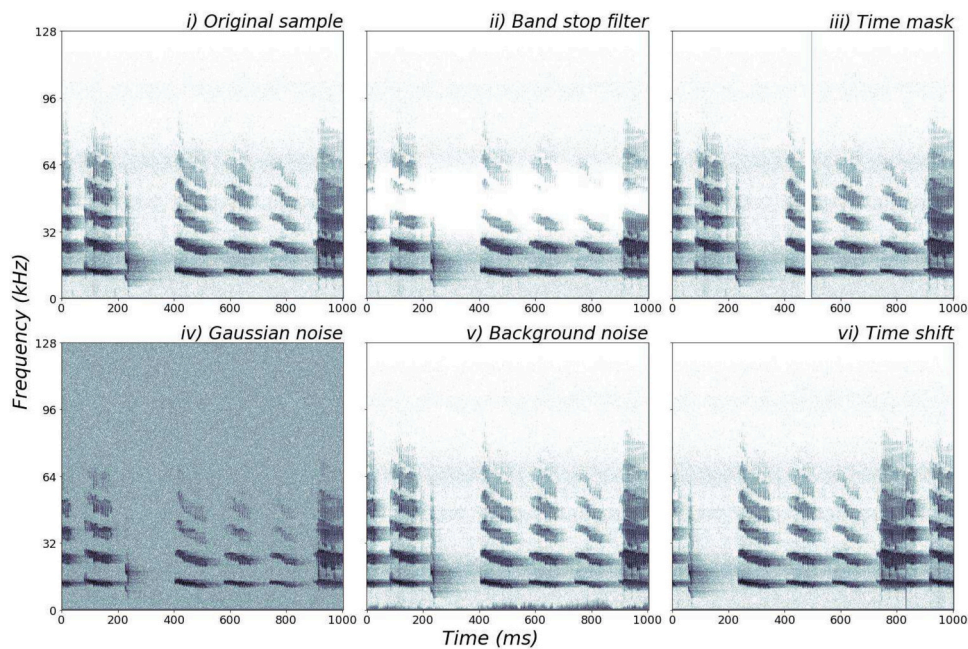 i) Original sample
ii) Band stop filter
iii) Time mask
128
96
64
32
0
0 200 400 600 800 1000
0 200 400 600 800 1000
0 200 400 600 800 1000
Frequency (kHz)
iv) Gaussian noise
v) Background noise
vi) Time shift
128
96
64
32
0
0 200 400 600 800 1000
0 200 400 600 800 1000
0 200 400 600 800 1000
Time (ms)